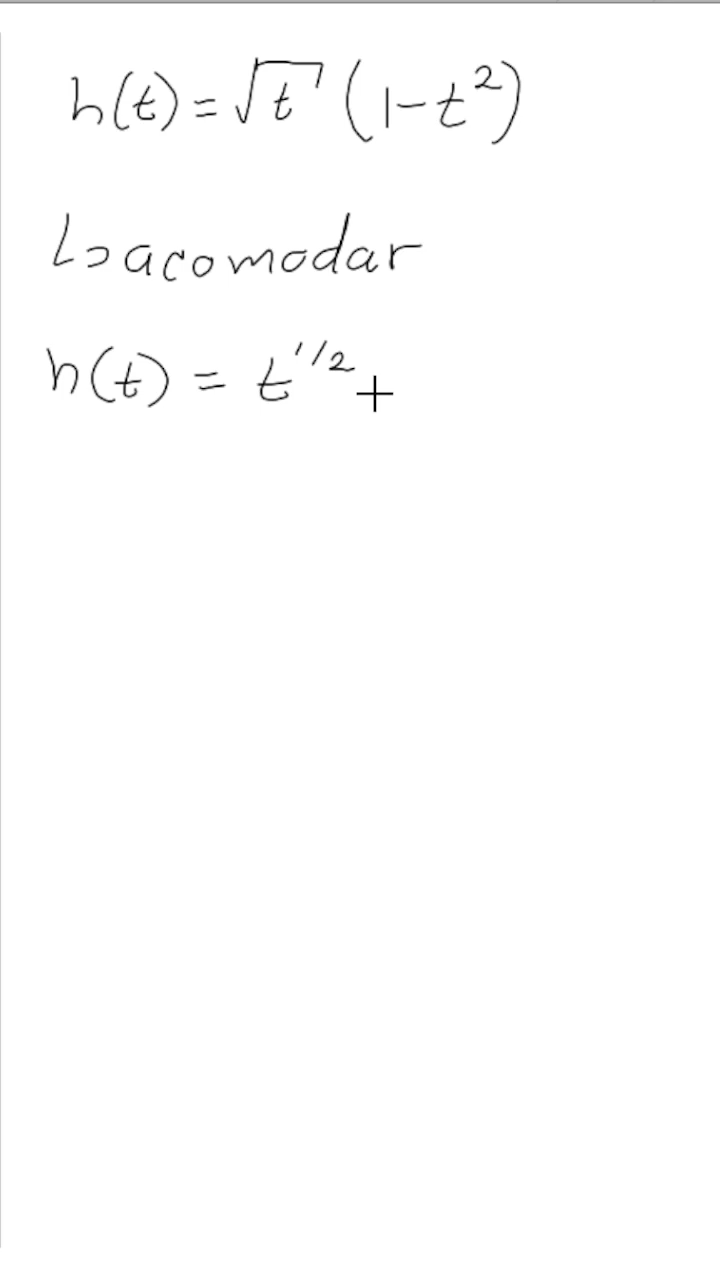 h(t) = √t (1-t²)
↳ acomodar
h(t) = t^1/2